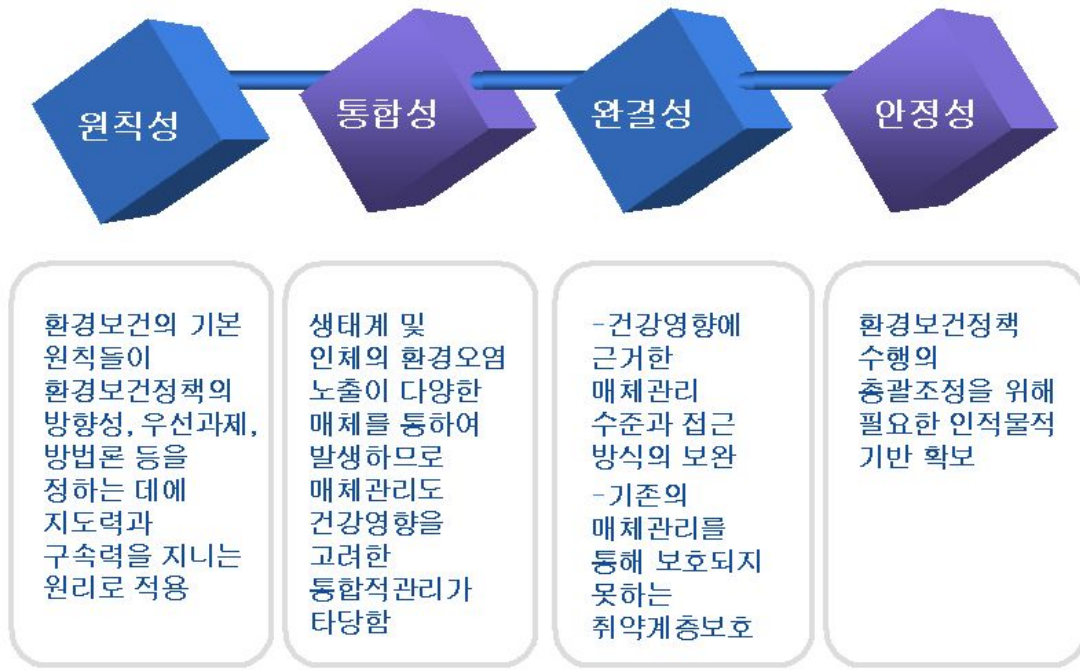 원칙성
통합성
완결성
안정성
환경보건의 기본
원칙들이
환경보건정책의
방향성, 우선과제,
방법론 등을
정하는 데에
지도력과
구속력을 지니는
원리로 적용
생태계 및
인체의 환경오염
노출이 다양한
매체를 통하여
발생하므로
매체관리도
건강영향을
고려한
통합적관리가
타당함
-건강영향에
근거한
매체관리
수준과 접근
방식의 보완
-기존의
매체관리를
통해 보호되지
못하는
취약계층보호
환경보건정책
수행의
총괄조정을 위해
필요한 인적물적
기반 확보